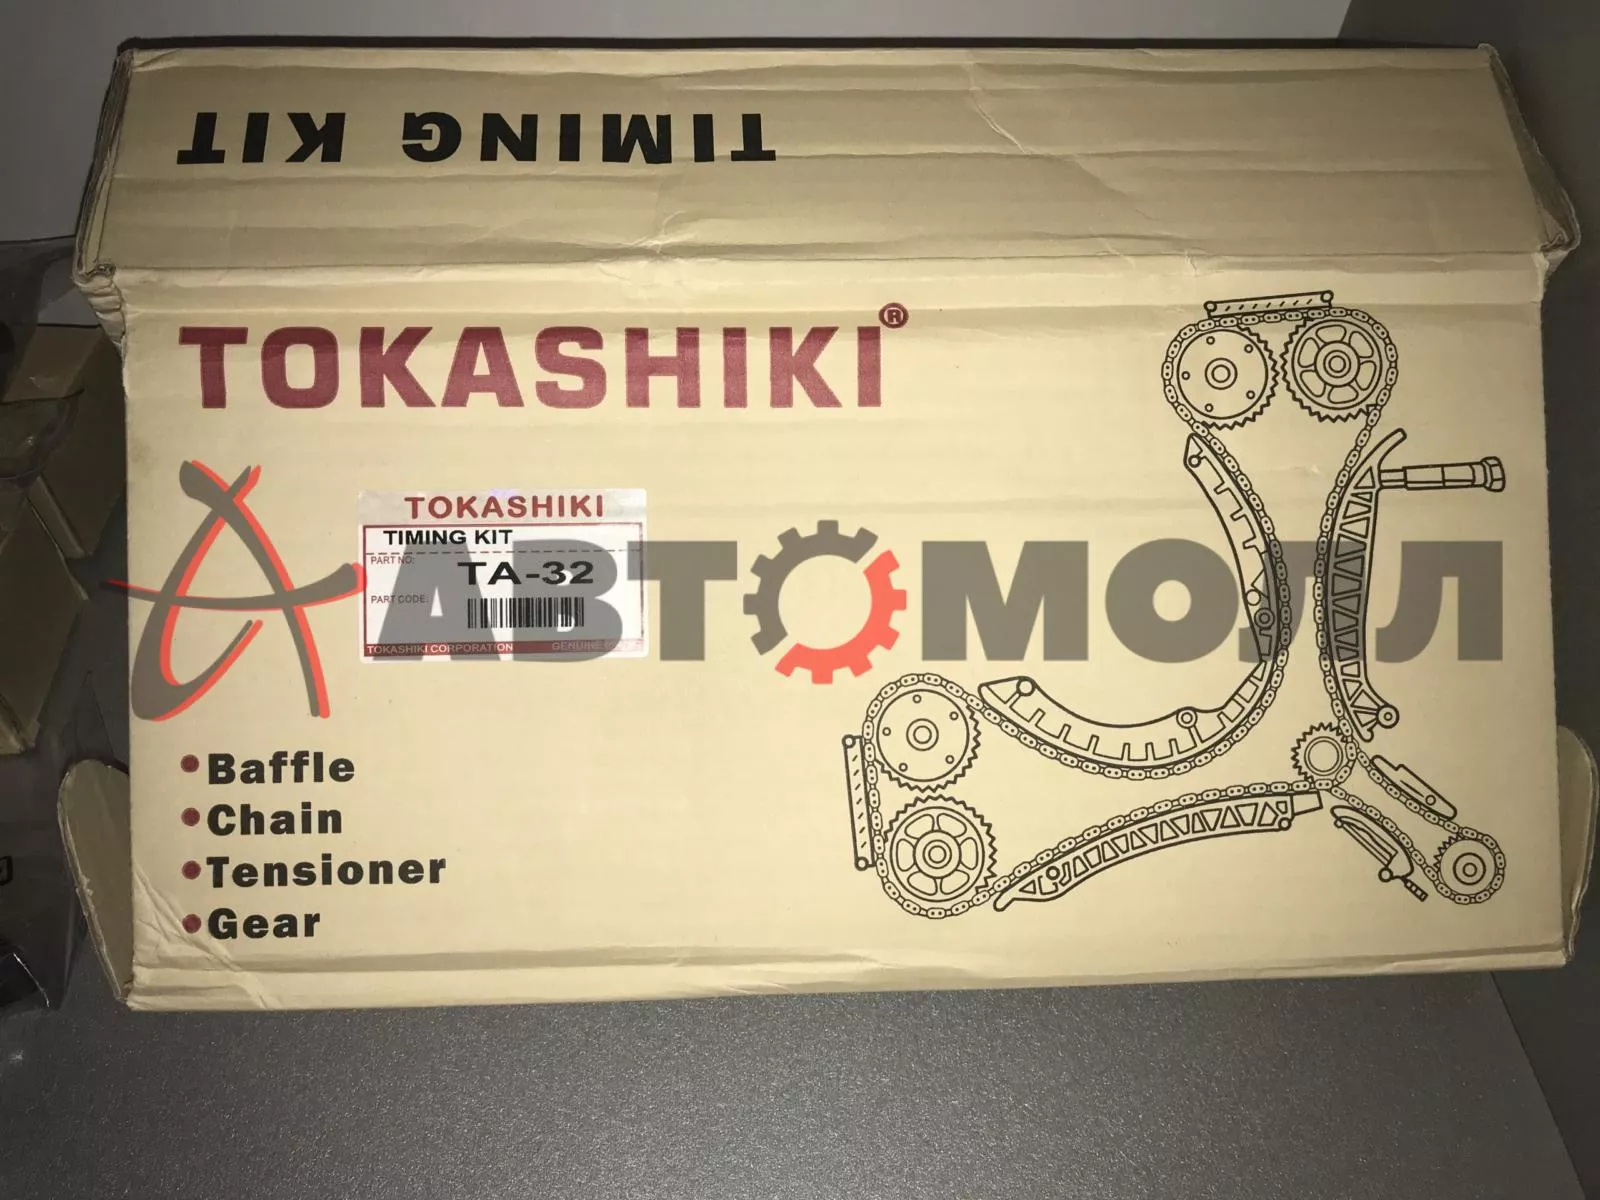 TIMING KIT
TOKASHIKI®
TOKASHIKI
TIMING KIT
PART NO:
TA-32
PART CODE:
TOKASHIKI CORPORATION GENUINE
АВТОМОЛЛ
• Baffle
• Chain
• Tensioner
• Gear